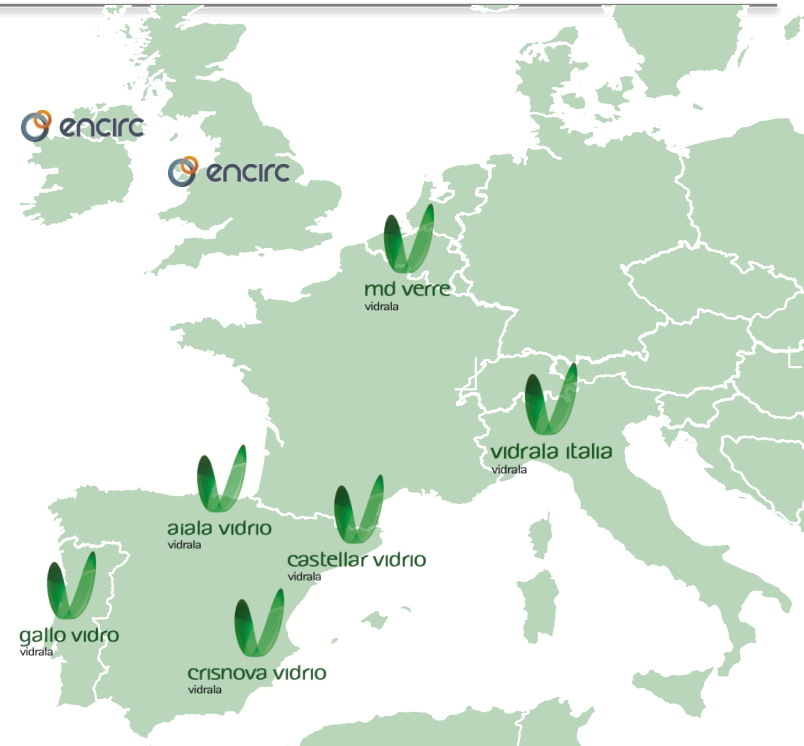 encirc
encirc
md verre
vidrala
vidrala italia
vidrala
aiala vidrio
vidrala
castellar vidrio
vidrala
gallo vidro
vidrala
crisnova vidrio
vidrala